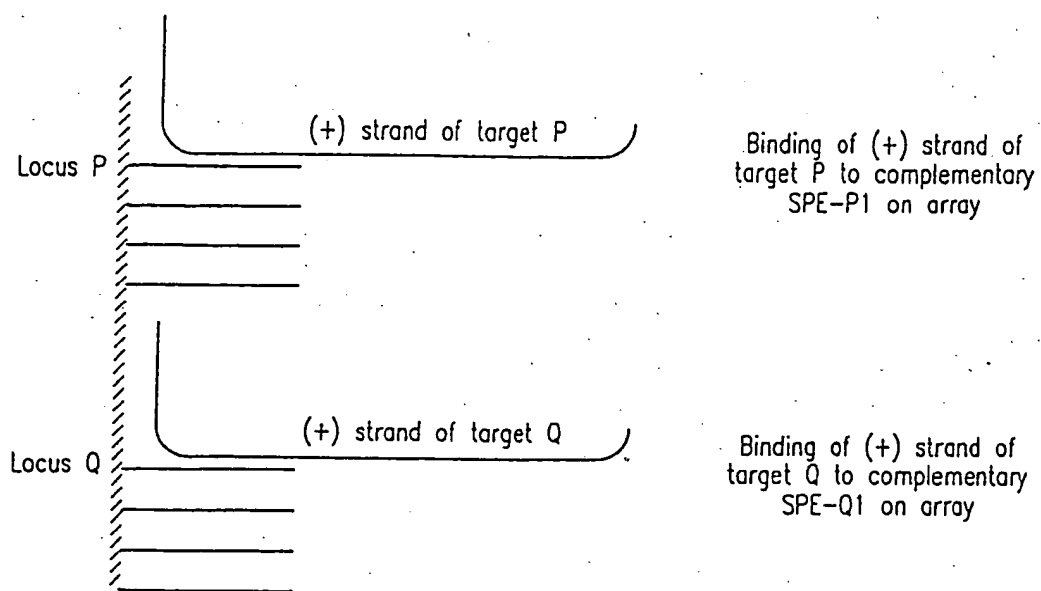 (+) strand of target P
Locus P
Binding of (+) strand of
target P to complementary
SPE-P1 on array
(+) strand of target Q
Locus Q
Binding of (+) strand of
target Q to complementary
SPE-Q1 on array